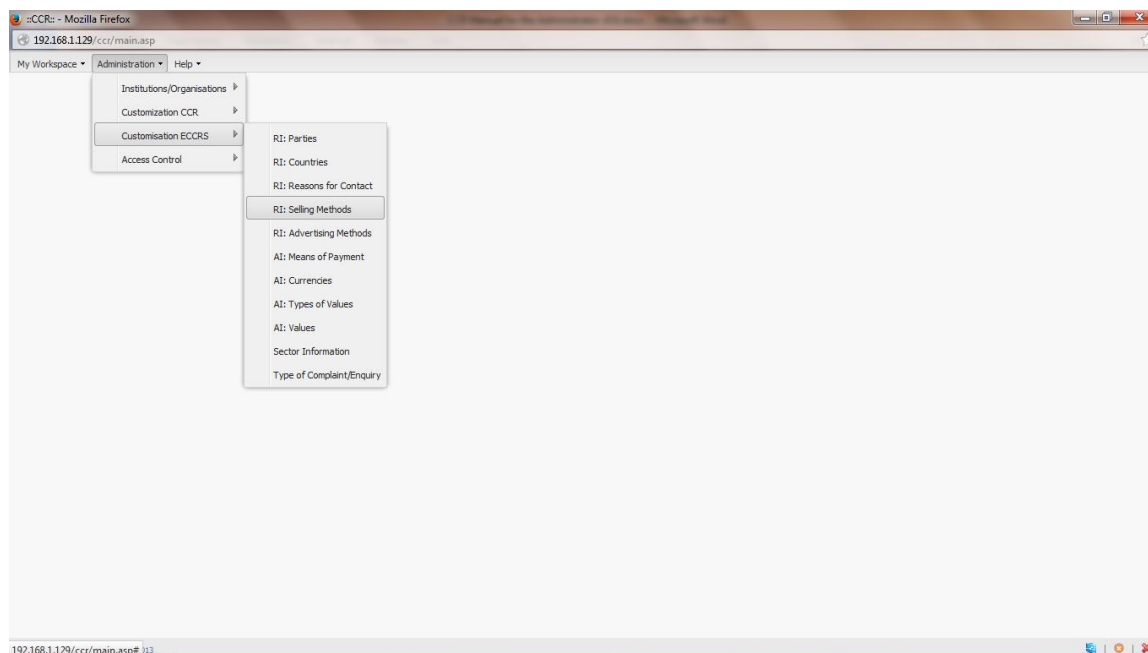 ::CCR:: - Mozilla Firefox
192.168.1.129/ccr/main.asp
My Workspace Administration Help
Institutions/Organisations
Customization CCR
Customisation ECCRS
Access Control
RI: Parties
RI: Countries
RI: Reasons for Contact
RI: Selling Methods
RI: Advertising Methods
AI: Means of Payment
AI: Currencies
AI: Types of Values
AI: Values
Sector Information
Type of Complaint/Enquiry
192.168.1.129/ccr/main.asp# 013